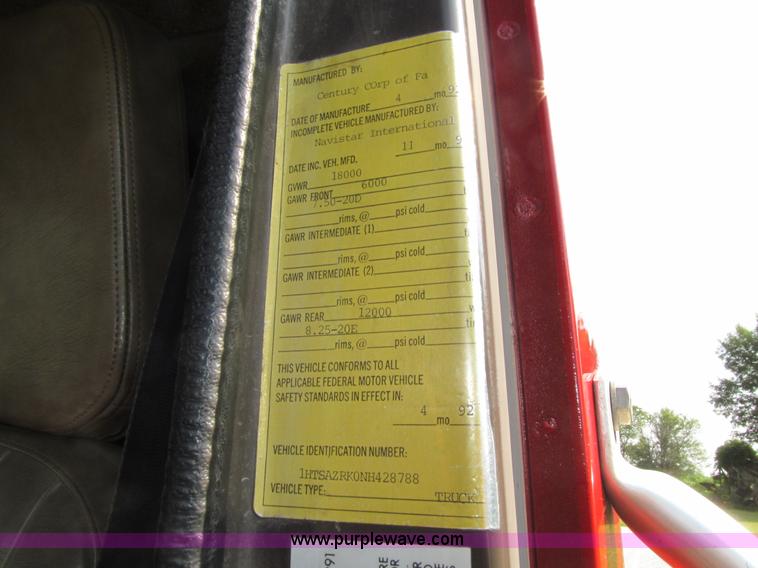 MANUFACTURED BY:
Century COrp of Pa
DATE OF MANUFACTURE 4 mo 92
INCOMPLETE VEHICLE MANUFACTURED BY:
Navistar International
DATE INC. VEH. MFD. 11 mo. 9
GVWR 18000
GAWR FRONT 6000
7.50-20D
rims, @ psi cold
GAWR INTERMEDIATE (1)
rims, @ psi cold
GAWR INTERMEDIATE (2)
rims, @ psi cold
GAWR REAR 12000
8.25-20E
rims, @ psi cold
THIS VEHICLE CONFORMS TO ALL
APPLICABLE FEDERAL MOTOR VEHICLE
SAFETY STANDARDS IN EFFECT IN:
4 mo. 92
VEHICLE IDENTIFICATION NUMBER:
1HTSAZRK0NH428788
VEHICLE TYPE: TRUCK
www.purplewave.com